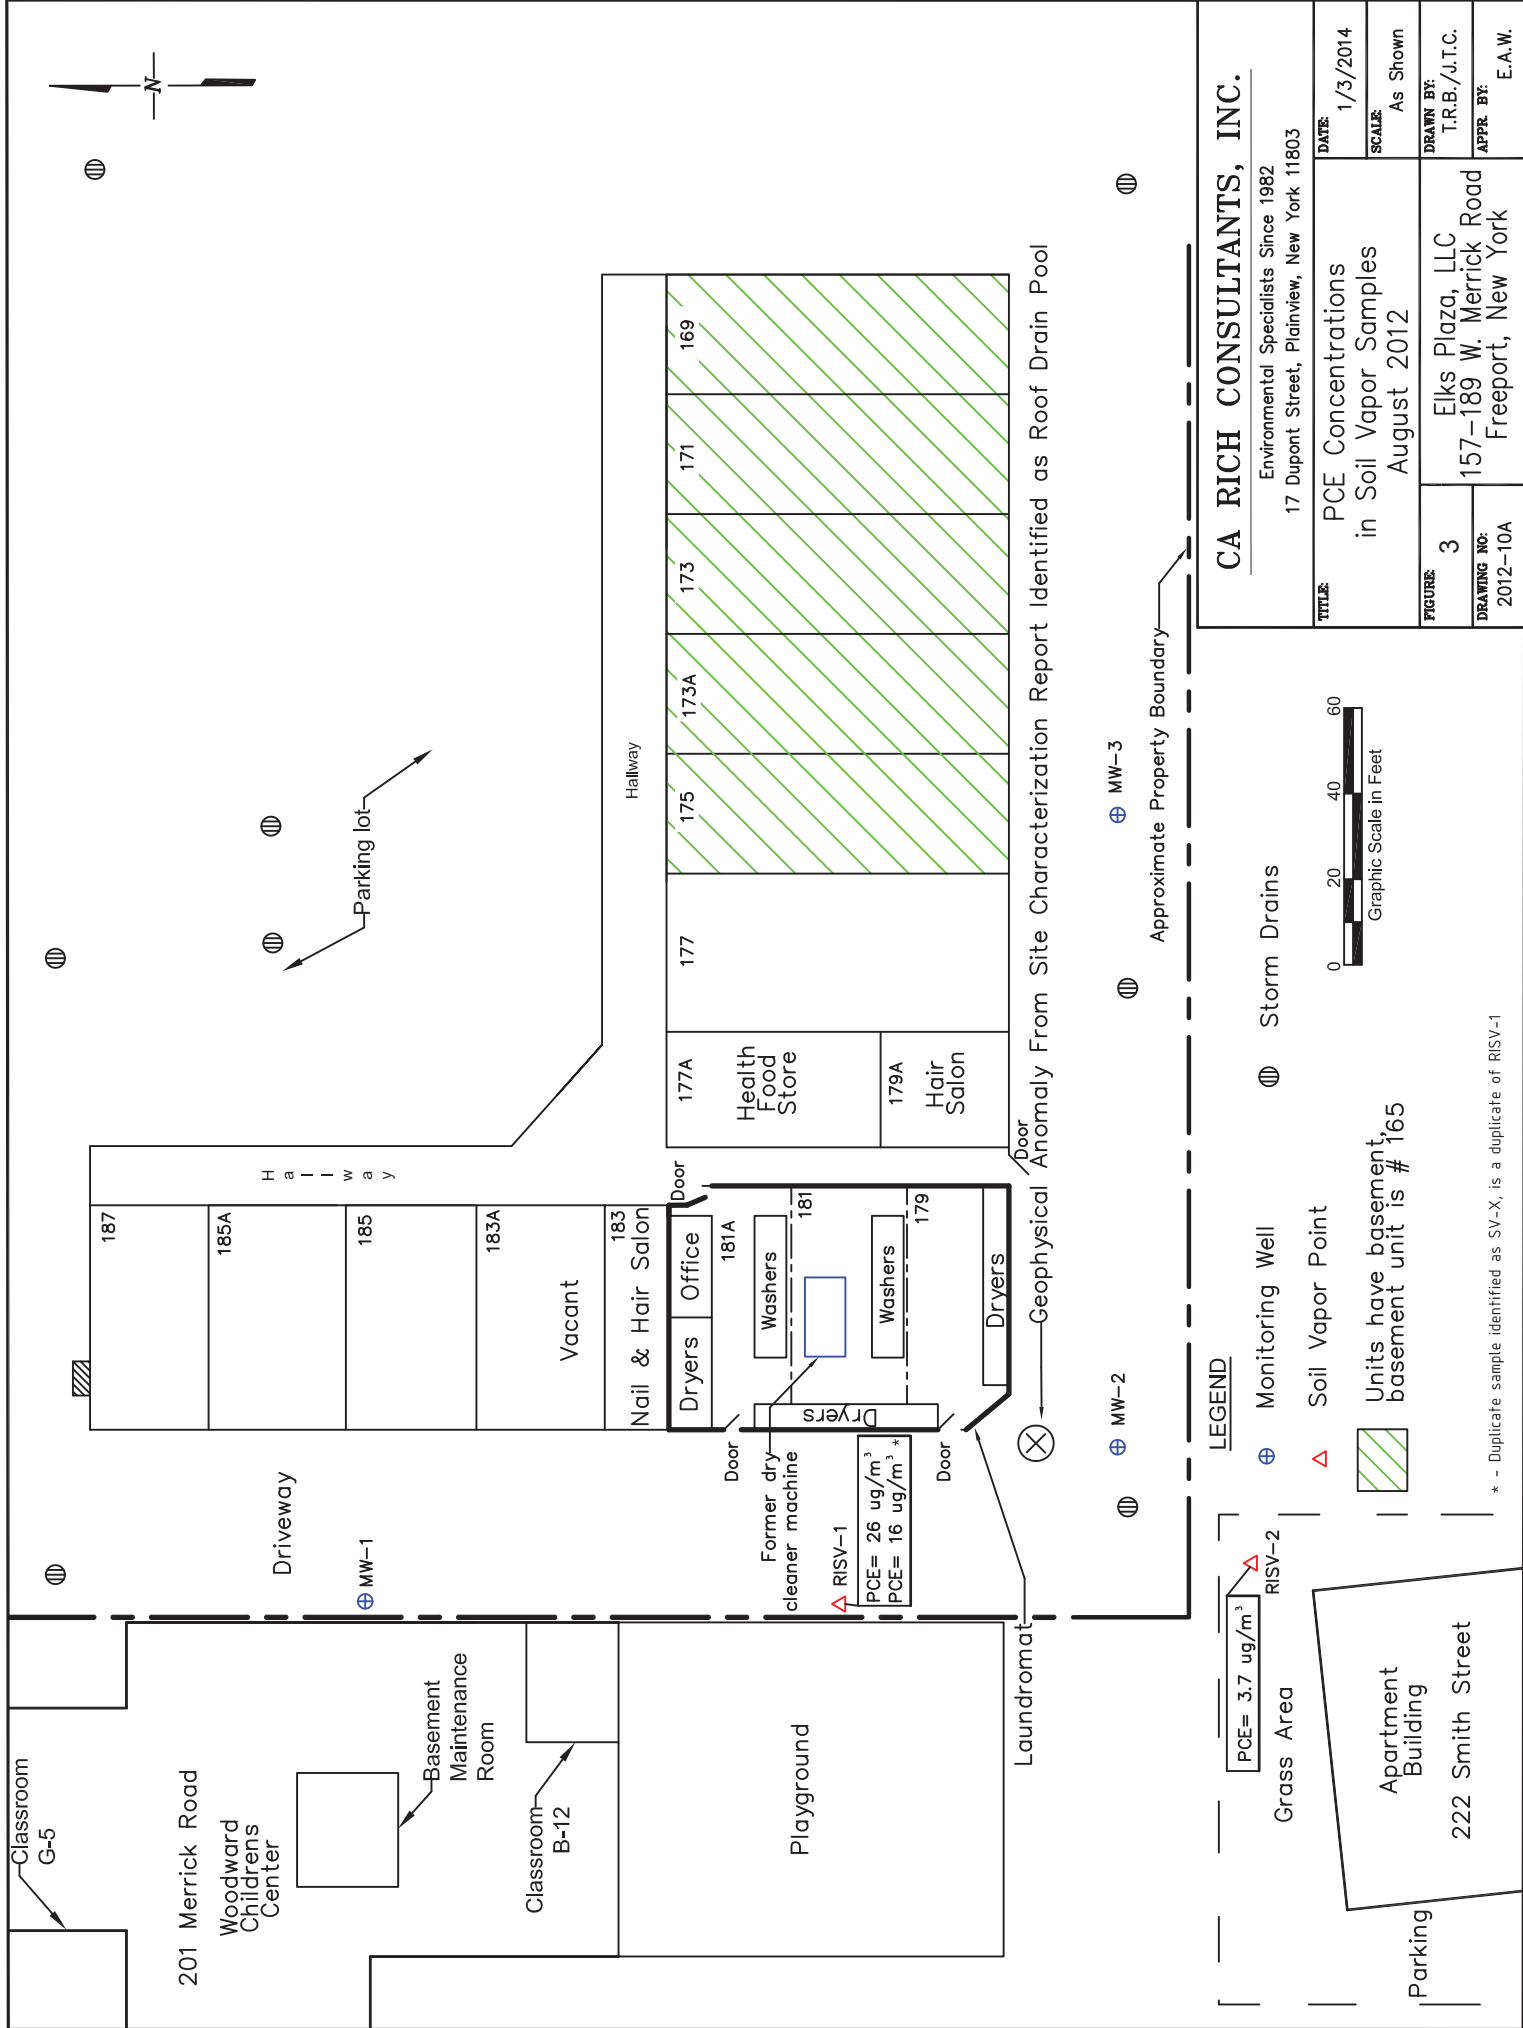 Classroom
G-5
201 Merrick Road
Woodward
Childrens
Center
Basement
Maintenance
Room
Classroom
B-12
Playground
Driveway
MW-1
187
185A
185
183A
Vacant
183
Nail & Hair Salon
H a l l w a y
Parking lot
N
Hallway
Door
Dryers
Office
181A
Washers
181
Washers
179
Dryers
Dryers
Door
Door
Former dry
cleaner machine
RISV-1
PCE= 26 ug/m³
PCE= 16 ug/m³ *
Laundromat
177A
Health
Food
Store
179A
Hair
Salon
Door
177
175
173A
173
171
169
Geophysical Anomaly From Site Characterization Report Identified as Roof Drain Pool
MW-2
MW-3
Approximate Property Boundary
RISV-2
PCE= 3.7 ug/m³
Grass Area
Apartment
Building
222 Smith Street
Parking
LEGEND
Monitoring Well
Storm Drains
Soil Vapor Point
Units have basement,
basement unit is # 165
0 20 40 60
Graphic Scale in Feet
* - Duplicate sample identified as SV-X, is a duplicate of RISV-1
CA RICH CONSULTANTS, INC.
Environmental Specialists Since 1982
17 Dupont Street, Plainview, New York 11803
TITLE:
PCE Concentrations
in Soil Vapor Samples
August 2012
DATE:
1/3/2014
SCALE:
As Shown
FIGURE:
3
DRAWING NO:
2012-10A
Elks Plaza, LLC
157-189 W. Merrick Road
Freeport, New York
DRAWN BY:
T.R.B./J.T.C.
APPR. BY:
E.A.W.